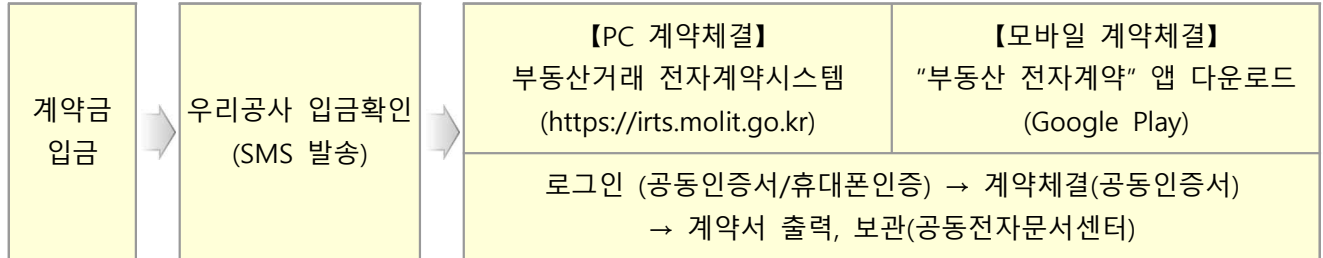 계약금
입금
우리공사 입금확인
(SMS 발송)
【PC 계약체결】
부동산거래 전자계약시스템
(https://irts.molit.go.kr)
【모바일 계약체결】
“부동산 전자계약” 앱 다운로드
(Google Play)
로그인 (공동인증서/휴대폰인증) → 계약체결(공동인증서)
→ 계약서 출력, 보관(공동전자문서센터)